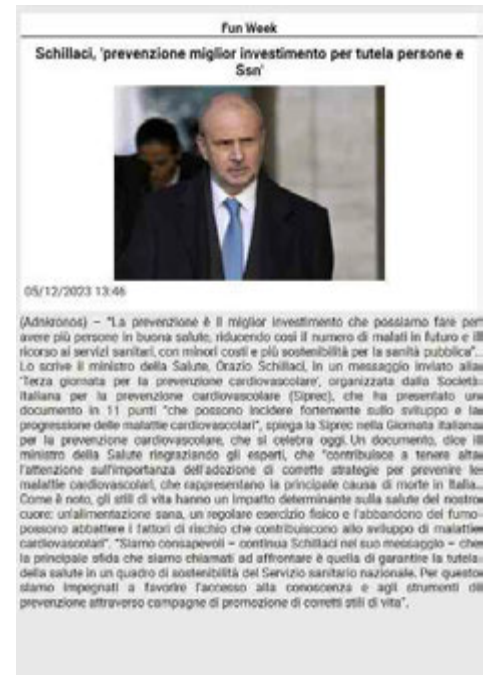 Fun Week
Schillaci, 'prevenzione miglior investimento per tutela persone e
Ssn'
05/12/2023 13:46
(Adnkronos) – "La prevenzione è il miglior investimento che possiamo fare per
avere più persone in buona salute, riducendo così il numero di malati in futuro e il
ricorso ai servizi sanitari, con minori costi e più sostenibilità per la sanità pubblica".
Lo scrive il ministro della Salute, Orazio Schillaci, in un messaggio inviato alla
'Terza giornata per la prevenzione cardiovascolare', organizzata dalla Società
italiana per la prevenzione cardiovascolare (Siprec), che ha presentato un
documento in 11 punti "che possono incidere fortemente sullo sviluppo e la
progressione delle malattie cardiovascolari", spiega la Siprec nella Giornata italiana
per la prevenzione cardiovascolare, che si celebra oggi. Un documento, dice il
ministro della Salute ringraziando gli esperti, che "contribuisce a tenere alta
l'attenzione sull'importanza dell'adozione di corrette strategie per prevenire le
malattie cardiovascolari, che rappresentano la principale causa di morte in Italia.
Come è noto, gli stili di vita hanno un impatto determinante sulla salute del nostro
cuore: un'alimentazione sana, un regolare esercizio fisico e l'abbandono del fumo
possono abbattere i fattori di rischio che contribuiscono allo sviluppo di malattie
cardiovascolari". "Siamo consapevoli – continua Schillaci nel suo messaggio – che
la principale sfida che siamo chiamati ad affrontare è quella di garantire la tutela
della salute in un quadro di sostenibilità del Servizio sanitario nazionale. Per questo
siamo impegnati a favorire l'accesso alla conoscenza e agli strumenti di
prevenzione attraverso campagne di promozione di corretti stili di vita".